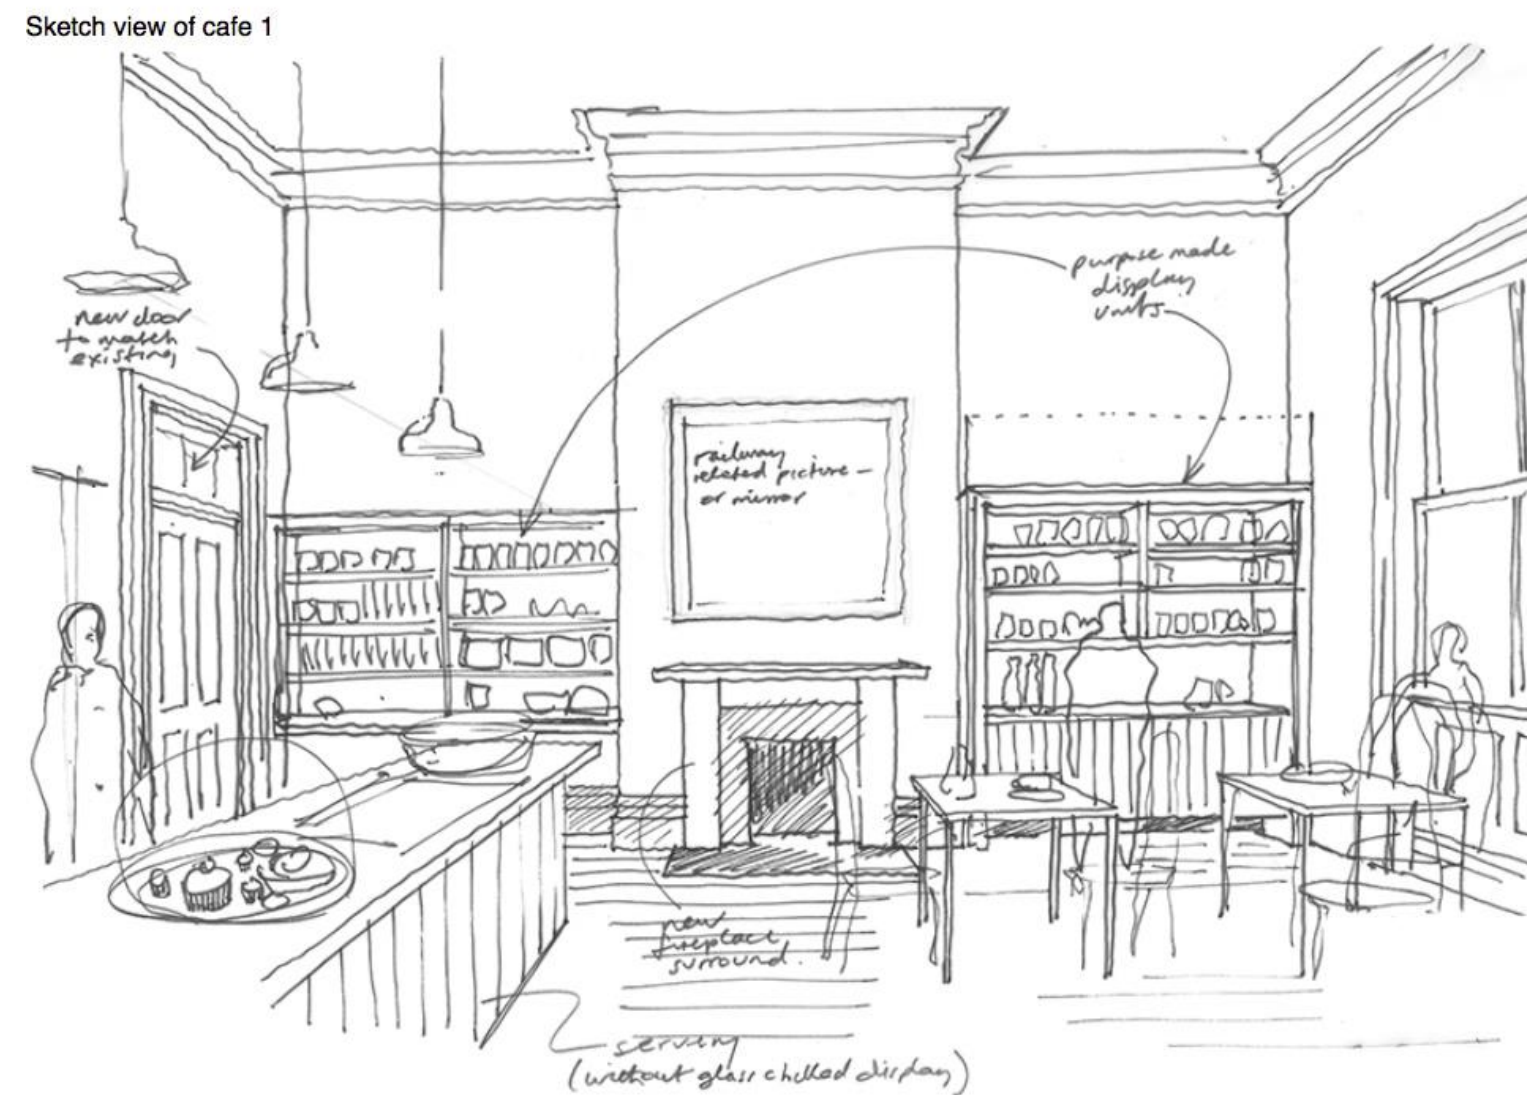 Sketch view of cafe 1
purpose made
display
units
new door
to match
existing
railway
related picture -
or mirror
new
fireplace
surround.
serving
(without glass chilled display)